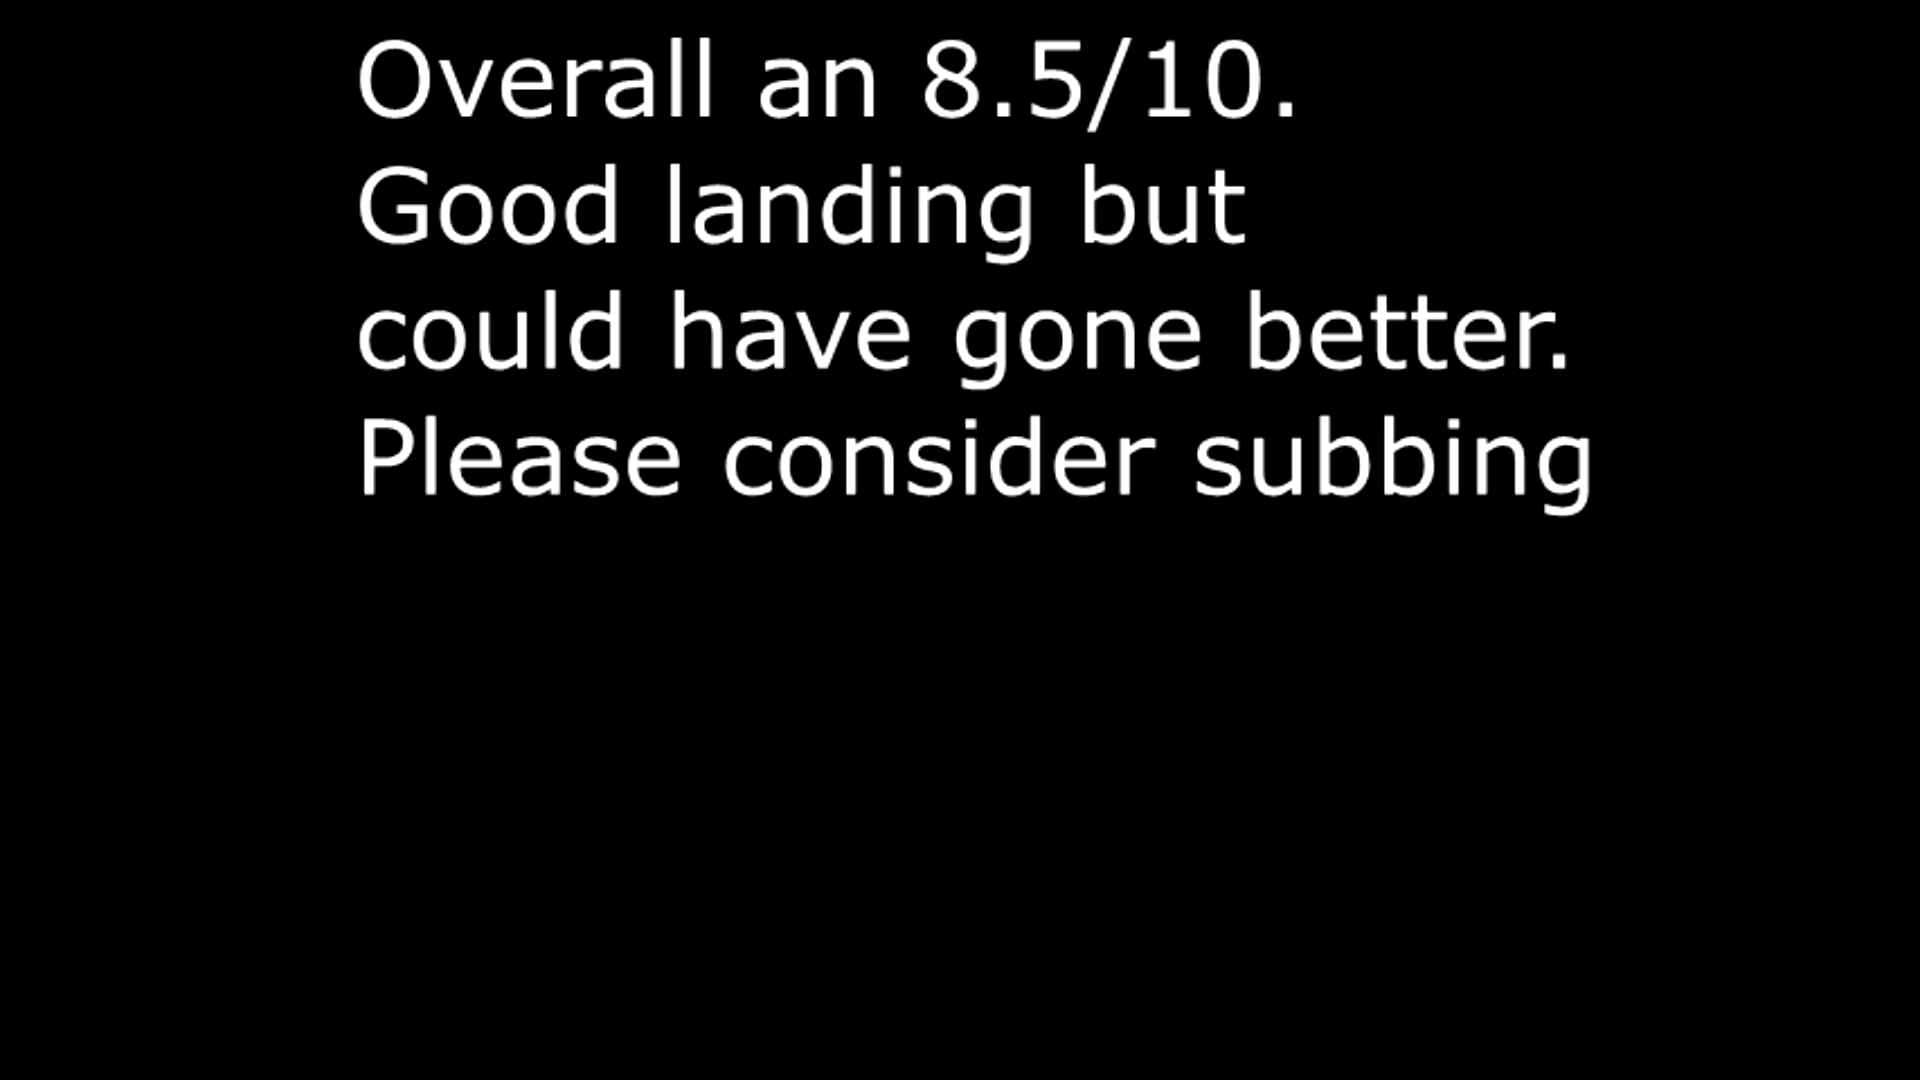 Overall an 8.5/10.
Good landing but
could have gone better.
Please consider subbing